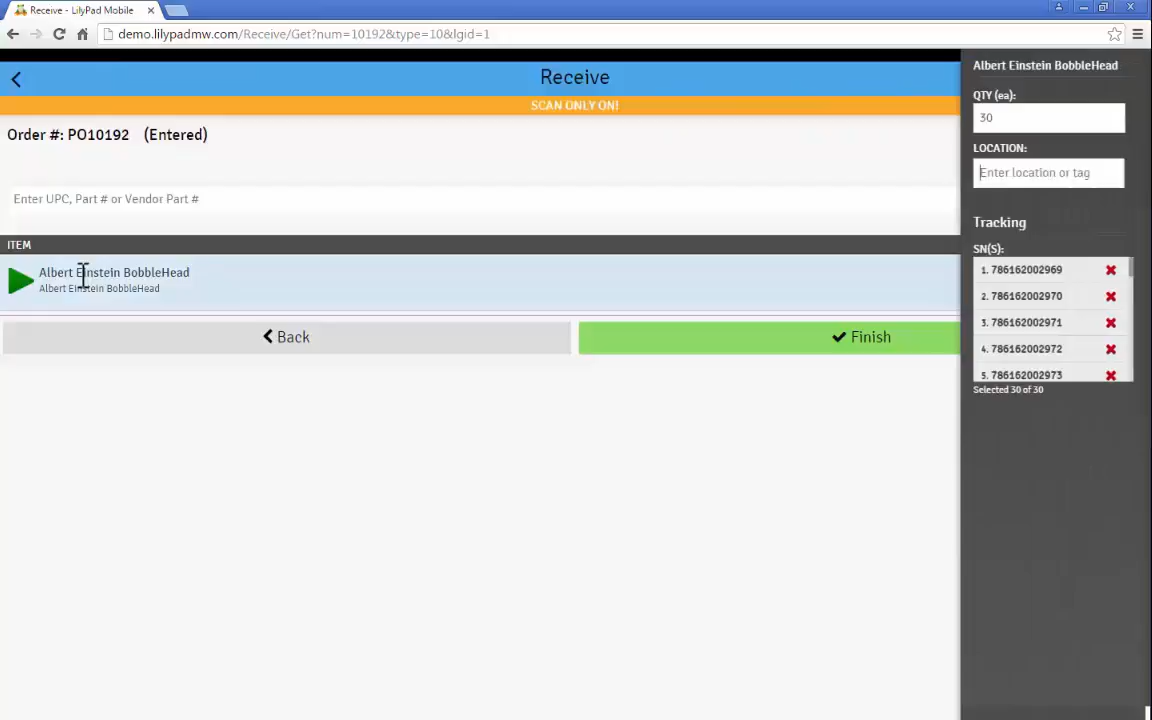 Receive - LilyPad Mobile
demo.lilypadmw.com/Receive/Get?num=10192&type=10&lgid=1
Receive
SCAN ONLY ON!
Order #: PO10192 (Entered)
Enter UPC, Part # or Vendor Part #
ITEM
Albert Einstein BobbleHead
Albert Einstein BobbleHead
Back
Finish
Albert Einstein BobbleHead
QTY (ea):
30
LOCATION:
Enter location or tag
Tracking
SN(S):
1. 786162002969
2. 786162002970
3. 786162002971
4. 786162002972
5. 786162002973
Selected 30 of 30